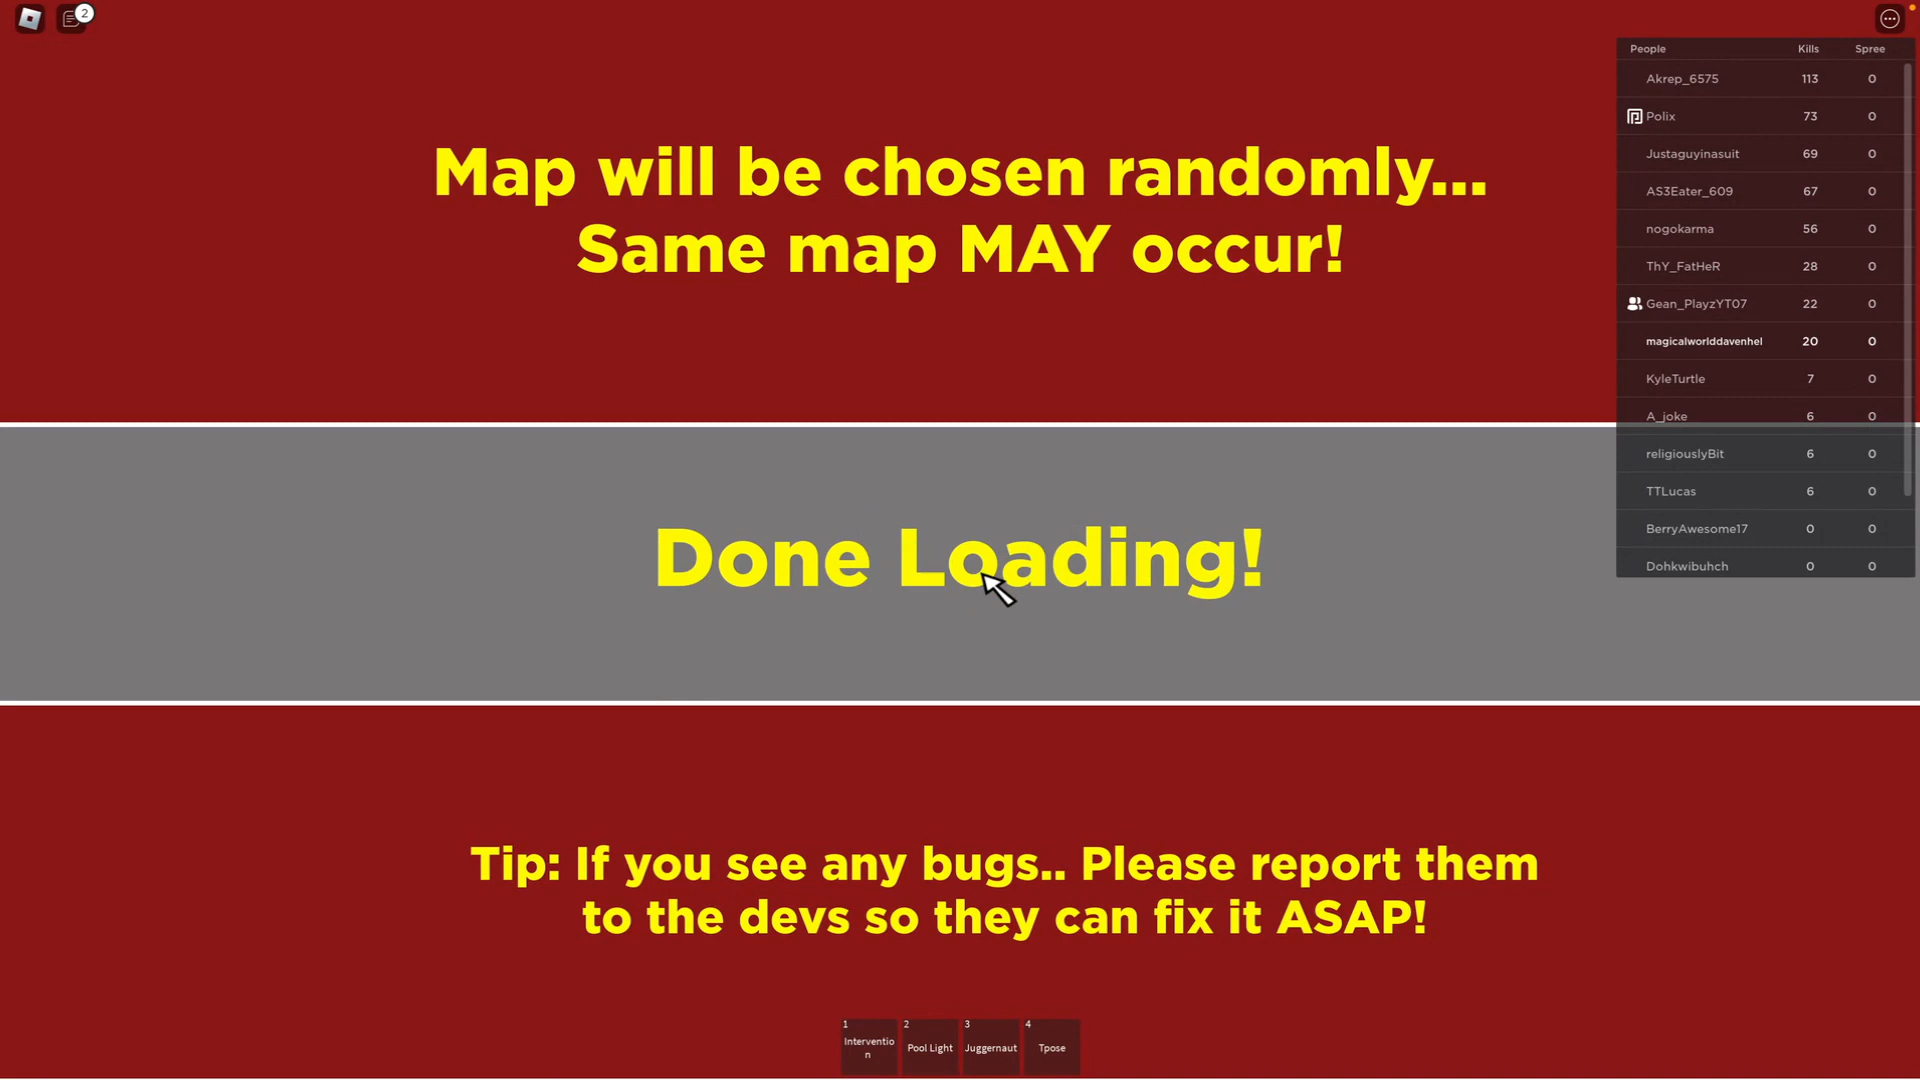 2
People Kills Spree
Akrep_6575 113 0
Polix 73 0
Justaguyinasuit 69 0
AS3Eater_609 67 0
nogokarma 56 0
ThY_FatHeR 28 0
Gean_PlayzYT07 22 0
magicalworlddavenhel 20 0
KyleTurtle 7 0
A_joke 6 0
religiouslyBit 6 0
TTLucas 6 0
BerryAwesome17 0 0
Dohkwibuhch 0 0
Map will be chosen randomly...
Same map MAY occur!
Done Loading!
Tip: If you see any bugs.. Please report them
to the devs so they can fix it ASAP!
1 2 3 4
Interventio
n
Pool Light Juggernaut Tpose